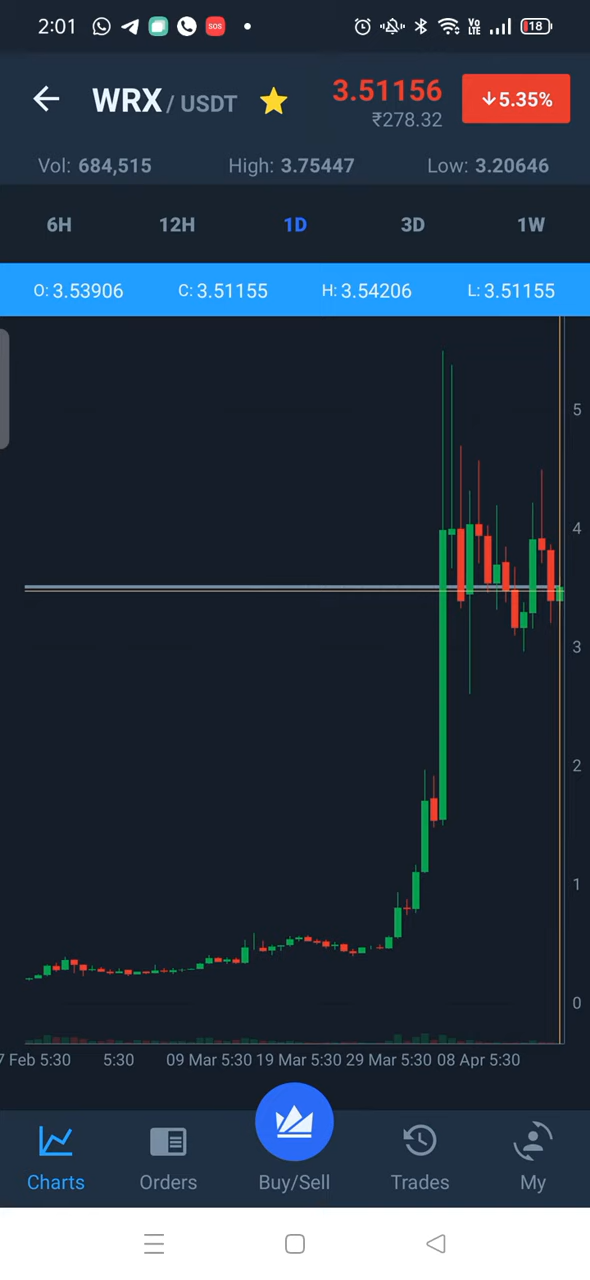 2:01 SOS Vo LTE 18
WRX / USDT 3.51156 ↓5.35%
₹278.32
Vol: 684,515 High: 3.75447 Low: 3.20646
6H 12H 1D 3D 1W
O: 3.53906 C: 3.51155 H: 3.54206 L: 3.51155
5
4
3
2
1
0
7 Feb 5:30 5:30 09 Mar 5:30 19 Mar 5:30 29 Mar 5:30 08 Apr 5:30
Charts Orders Buy/Sell Trades My